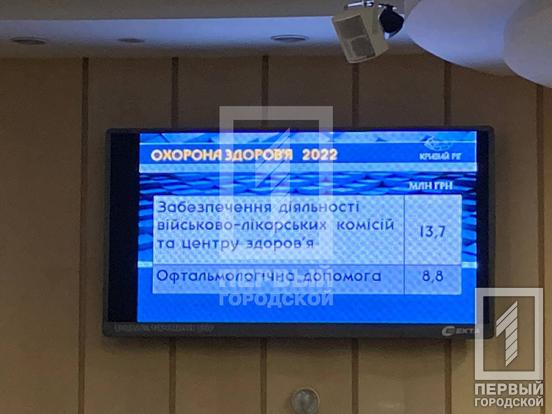 ОХОРОНА ЗДОРОВ'Я 2022
КРИВИЙ РІГ
МЛН ГРН
Забезпечення діяльності
військово-лікарських комісій
та центру здоров'я
13,7
Офтальмологічна допомога
8,8
ПЕРВЫЙ
ГОРОДСКОЙ
ЕКТА
ПЕРВЫЙ
ГОРОДСКОЙ